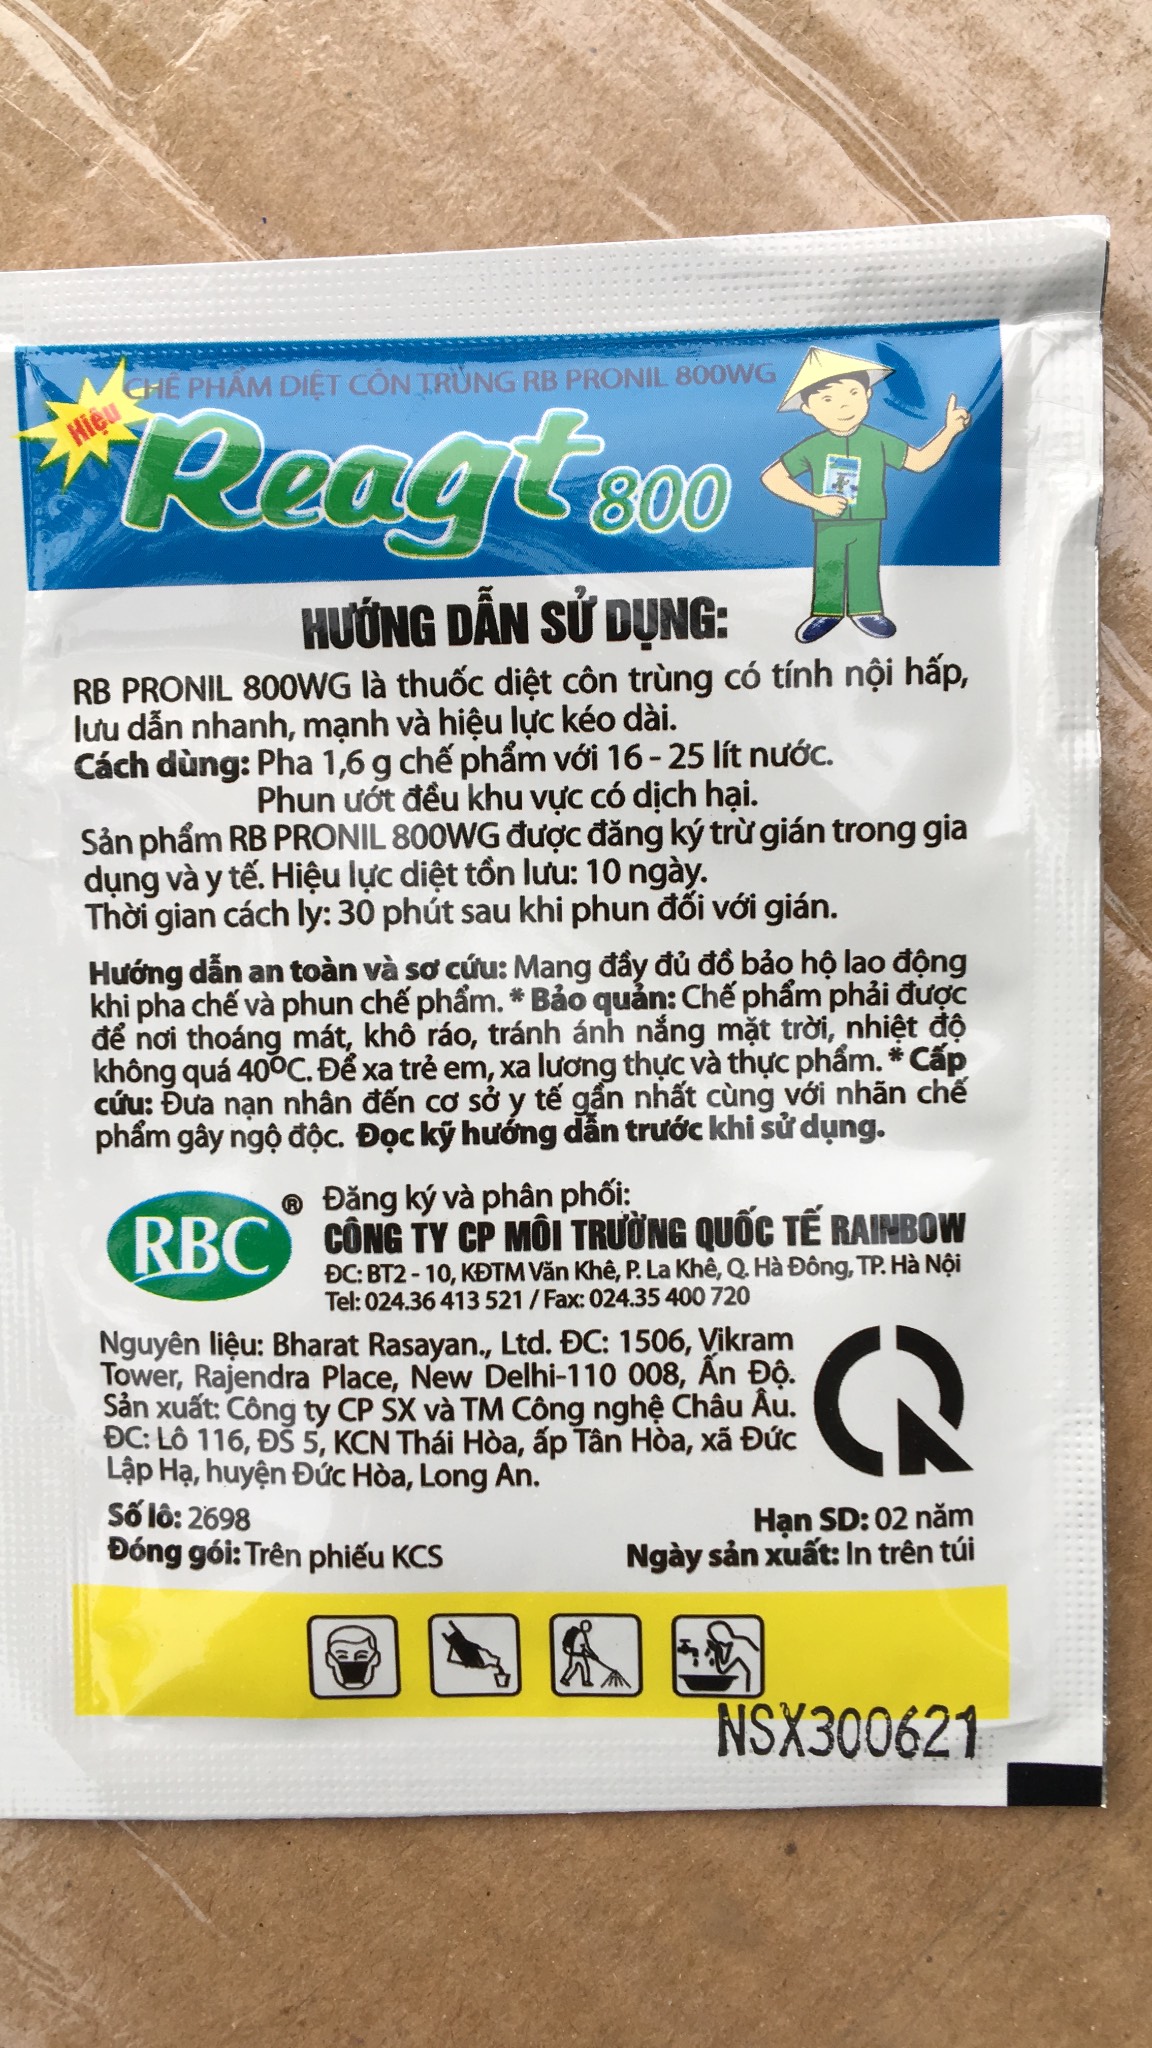 CHẾ PHẨM DIỆT CÔN TRÙNG RB PRONIL 800WG
Hiệu
Reagt 800
HƯỚNG DẪN SỬ DỤNG:
RB PRONIL 800WG là thuốc diệt côn trùng có tính nội hấp,
lưu dẫn nhanh, mạnh và hiệu lực kéo dài.
Cách dùng: Pha 1,6 g chế phẩm với 16 - 25 lít nước.
Phun ướt đều khu vực có dịch hại.
Sản phẩm RB PRONIL 800WG được đăng ký trừ gián trong gia
dụng và y tế. Hiệu lực diệt tồn lưu: 10 ngày.
Thời gian cách ly: 30 phút sau khi phun đối với gián.
Hướng dẫn an toàn và sơ cứu: Mang đầy đủ đồ bảo hộ lao động
khi pha chế và phun chế phẩm. * Bảo quản: Chế phẩm phải được
để nơi thoáng mát, khô ráo, tránh ánh nắng mặt trời, nhiệt độ
không quá 40ºC. Để xa trẻ em, xa lương thực và thực phẩm. * Cấp
cứu: Đưa nạn nhân đến cơ sở y tế gần nhất cùng với nhãn chế
phẩm gây ngộ độc. Đọc kỹ hướng dẫn trước khi sử dụng.
RBC ® Đăng ký và phân phối:
CÔNG TY CP MÔI TRƯỜNG QUỐC TẾ RAINBOW
ĐC: BT2 - 10, KĐTM Văn Khê, P. La Khê, Q. Hà Đông, TP. Hà Nội
Tel: 024.36 413 521 / Fax: 024.35 400 720
Nguyên liệu: Bharat Rasayan., Ltd. ĐC: 1506, Vikram
Tower, Rajendra Place, New Delhi-110 008, Ấn Độ.
Sản xuất: Công ty CP SX và TM Công nghệ Châu Âu.
ĐC: Lô 116, ĐS 5, KCN Thái Hòa, ấp Tân Hòa, xã Đức
Lập Hạ, huyện Đức Hòa, Long An.
Số lô: 2698 Hạn SD: 02 năm
Đóng gói: Trên phiếu KCS Ngày sản xuất: In trên túi
NSX300621